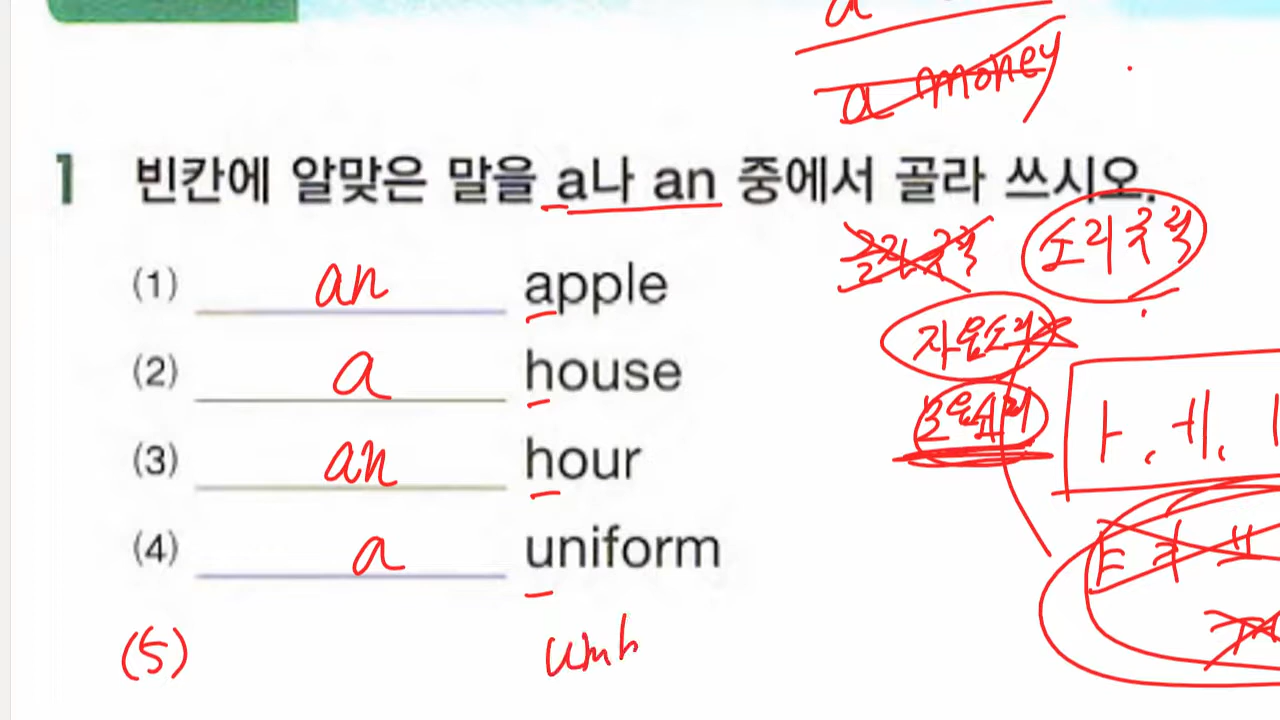 a
a money
1 빈칸에 알맞은 말을 a나 an 중에서 골라 쓰시오.
소리규칙
(1) an apple
자음소리
(2) a house
모음소리
ㅏ, ㅔ, ㅣ
(3) an hour
(4) a uniform
ㅑ ㅕ ㅠ
(5) umb